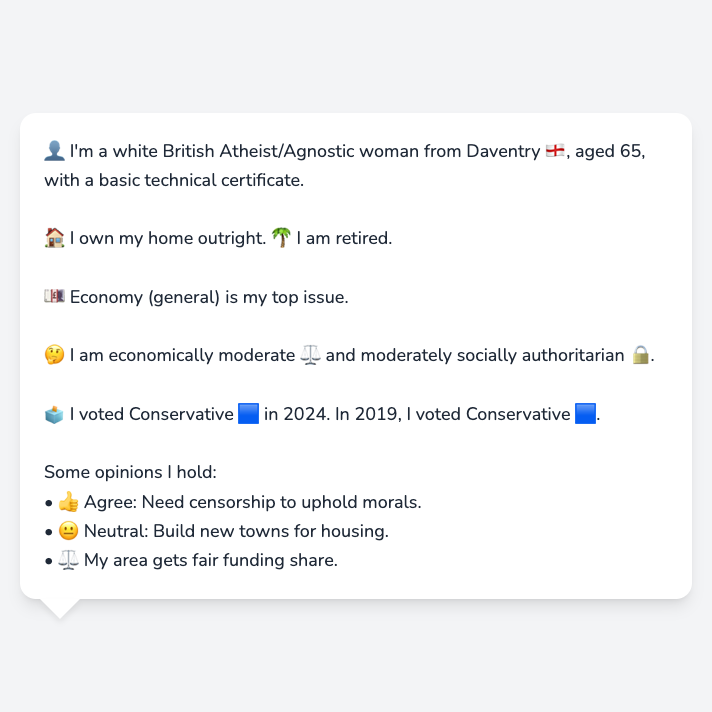 👤 I'm a white British Atheist/Agnostic woman from Daventry 🏴󠁧󠁢󠁥󠁮󠁧󠁿, aged 65,
with a basic technical certificate.
🏠 I own my home outright. 🌴 I am retired.
💷 Economy (general) is my top issue.
🤔 I am economically moderate ⚖️ and moderately socially authoritarian 🔒.
🗳️ I voted Conservative 🟦 in 2024. In 2019, I voted Conservative 🟦.
Some opinions I hold:
• 👍 Agree: Need censorship to uphold morals.
• 😐 Neutral: Build new towns for housing.
• ⚖️ My area gets fair funding share.